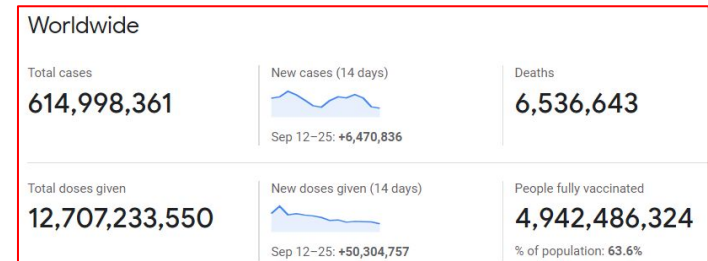 Worldwide
Total cases
614,998,361
New cases (14 days)
Sep 12–25: +6,470,836
Deaths
6,536,643
Total doses given
12,707,233,550
New doses given (14 days)
Sep 12–25: +50,304,757
People fully vaccinated
4,942,486,324
% of population: 63.6%